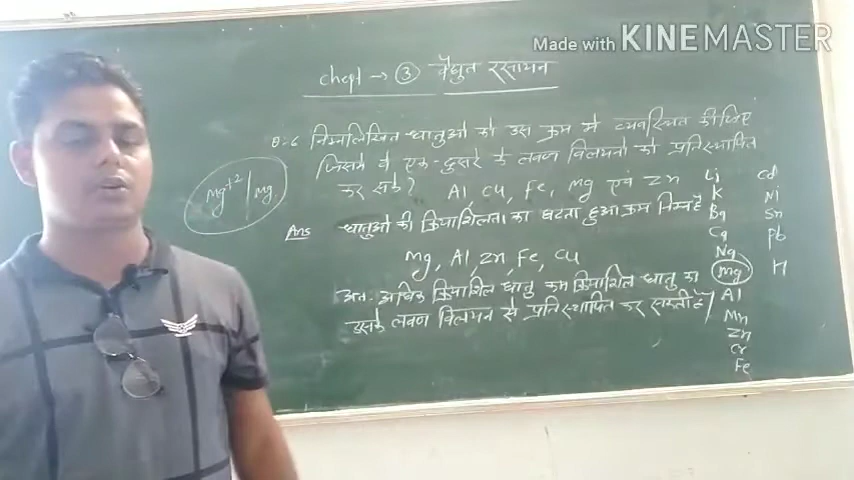 Made with KINEMASTER
chept → ③ वैधुत रसायन
Q.6 निम्नलिखित धातुओं को उस क्रम में व्यवस्थित कीजिए
जिसमें वे एक-दूसरे के लवण विलयनों को प्रतिस्थापित
कर सकें? Al, Cu, Fe, Mg एवं Zn
Mg+2/Mg
Ans धातुओं की क्रियाशिलता का घटता हुआ क्रम निम्न है
Mg, Al, Zn, Fe, Cu
अतः अधिक क्रियाशिल धातु कम क्रियाशिल धातु को
उसके लवण विलयन से प्रतिस्थापित कर सकती है/
Li
K
Ba
Ca
Na
Mg
Al
Mn
Zn
Cr
Fe
Cd
Ni
Sn
Pb
H